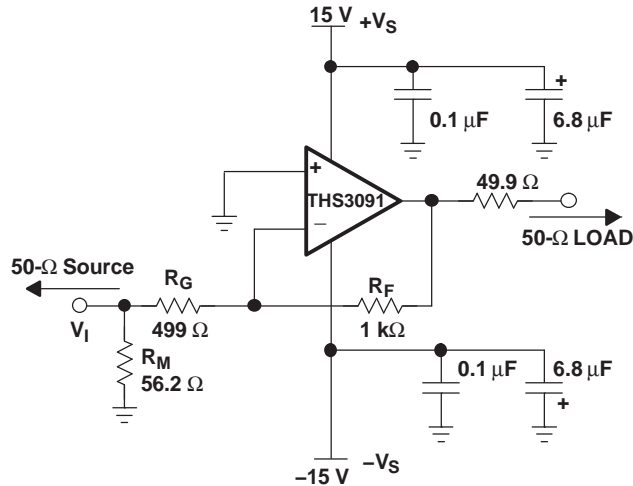 15 V
+VS
+
0.1 µF
6.8 µF
+
THS3091
−
49.9 Ω
50-Ω LOAD
50-Ω Source
RG
VI
499 Ω
RF
1 kΩ
RM
56.2 Ω
0.1 µF
6.8 µF
+
−15 V
−VS